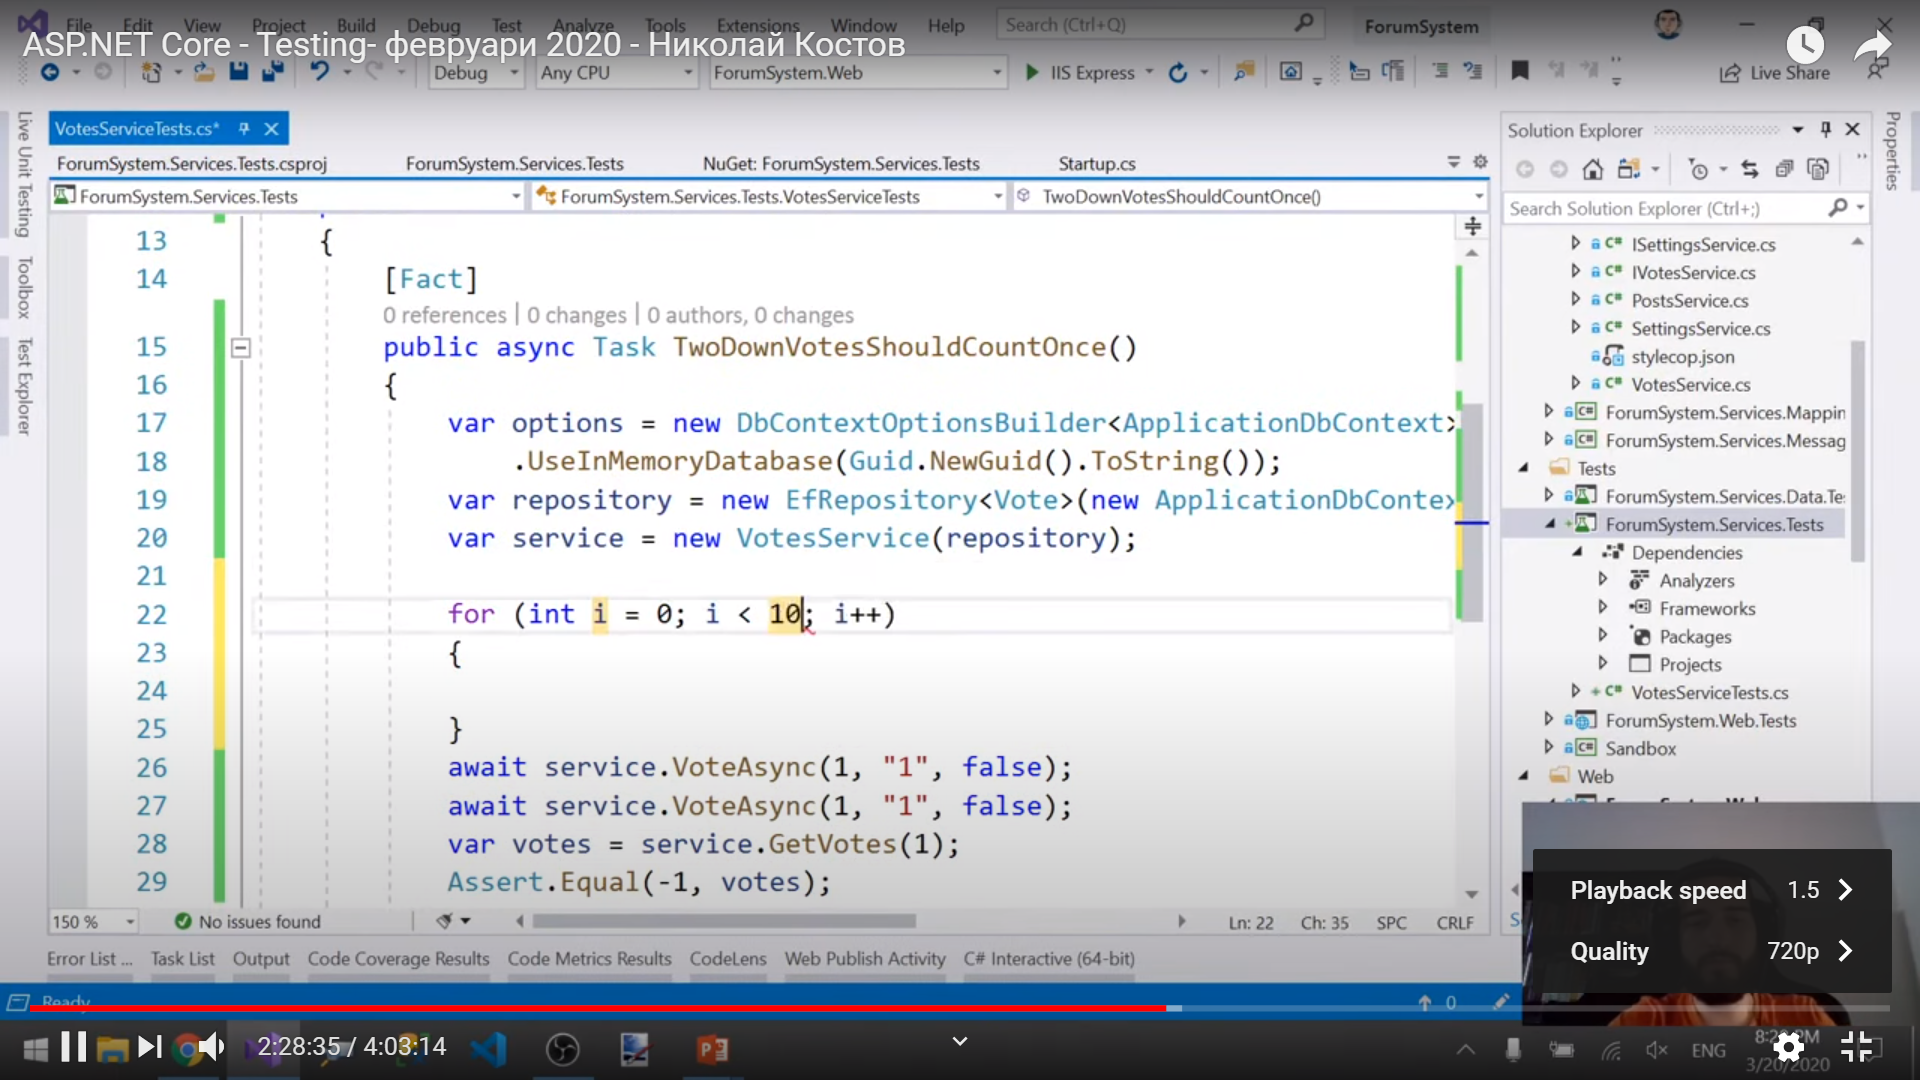 File Edit View Project Build Debug Test Analyze Tools Extensions Window Help Search (Ctrl+Q) ForumSystem
ASP.NET Core - Testing- февруари 2020 - Николай Костов
Debug Any CPU ForumSystem.Web IIS Express Live Share
VotesServiceTests.cs*
ForumSystem.Services.Tests.csproj ForumSystem.Services.Tests NuGet: ForumSystem.Services.Tests Startup.cs
ForumSystem.Services.Tests ForumSystem.Services.Tests.VotesServiceTests TwoDownVotesShouldCountOnce()
Live Unit Testing
Toolbox
Test Explorer
13 {
14 [Fact]
0 references | 0 changes | 0 authors, 0 changes
15 public async Task TwoDownVotesShouldCountOnce()
16 {
17 var options = new DbContextOptionsBuilder<ApplicationDbContext>
18 .UseInMemoryDatabase(Guid.NewGuid().ToString());
19 var repository = new EfRepository<Vote>(new ApplicationDbContex
20 var service = new VotesService(repository);
21
22 for (int i = 0; i < 10; i++)
23 {
24
25 }
26 await service.VoteAsync(1, "1", false);
27 await service.VoteAsync(1, "1", false);
28 var votes = service.GetVotes(1);
29 Assert.Equal(-1, votes);
150 % No issues found Ln: 22 Ch: 35 SPC CRLF
Error List ... Task List Output Code Coverage Results Code Metrics Results CodeLens Web Publish Activity C# Interactive (64-bit)
Ready
0
Solution Explorer
Search Solution Explorer (Ctrl+;)
C# ISettingsService.cs
C# IVotesService.cs
C# PostsService.cs
C# SettingsService.cs
stylecop.json
C# VotesService.cs
C# ForumSystem.Services.Mappin
C# ForumSystem.Services.Messag
Tests
ForumSystem.Services.Data.Te
ForumSystem.Services.Tests
Dependencies
Analyzers
Frameworks
Packages
Projects
C# VotesServiceTests.cs
ForumSystem.Web.Tests
C# Sandbox
Web
Properties
Playback speed 1.5
Quality 720p
2:28:35 / 4:03:14
ENG
3/20/2020